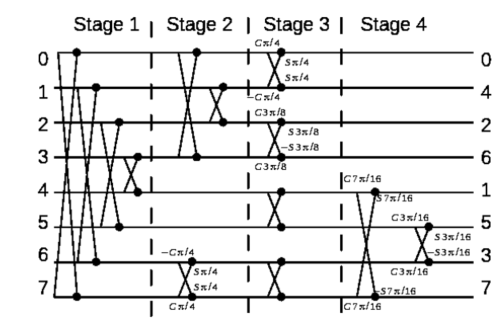 Stage 1 Stage 2 Stage 3 Stage 4
Cπ/4
0 Sπ/4 0
Sπ/4
1 -Cπ/4 4
C3π/8
2 S3π/8 2
-S3π/8
3 C3π/8 6
C7π/16
4 S7π/16 1
C3π/16
5 S3π/16 5
6 -Cπ/4 -S3π/16 3
Sπ/4 C3π/16
Sπ/4 -S7π/16
7 Cπ/4 C7π/16 7